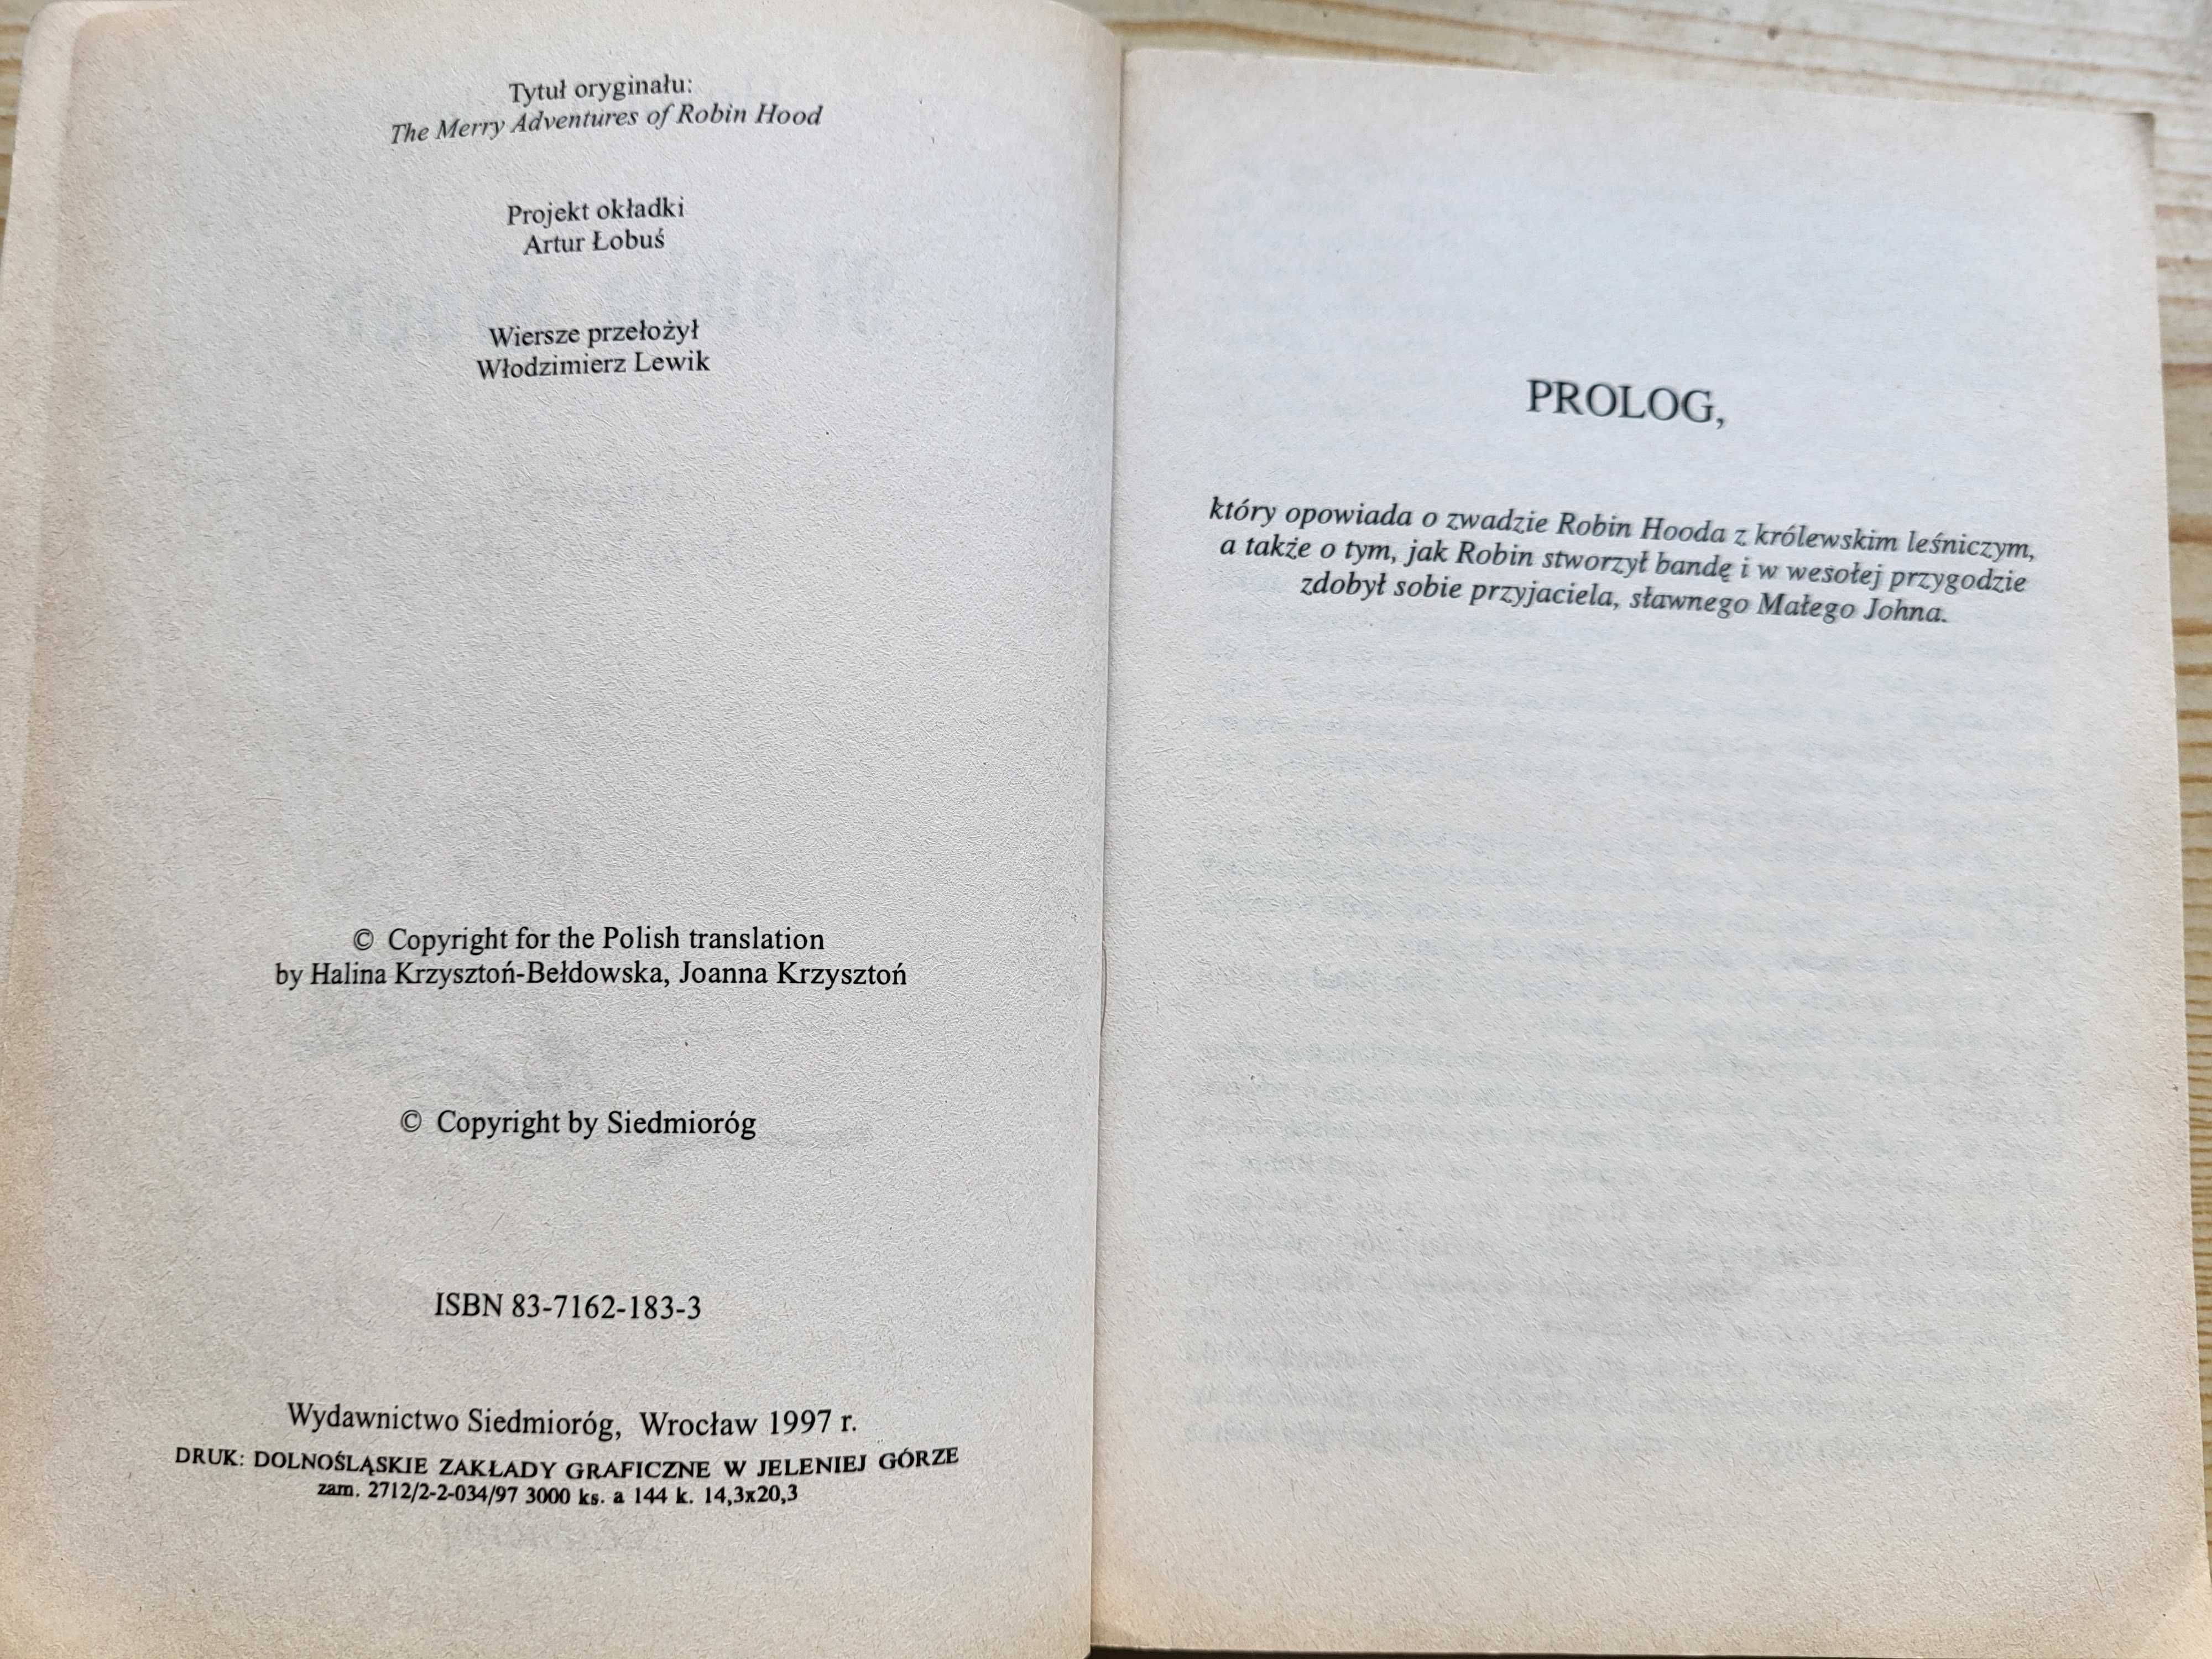 Tytuł oryginału:
The Merry Adventures of Robin Hood
Projekt okładki
Artur Łobuś
Wiersze przełożył
Włodzimierz Lewik
© Copyright for the Polish translation
by Halina Krzysztoń-Bełdowska, Joanna Krzysztoń
© Copyright by Siedmioróg
ISBN 83-7162-183-3
Wydawnictwo Siedmioróg, Wrocław 1997 r.
DRUK: DOLNOŚLĄSKIE ZAKŁADY GRAFICZNE W JELENIEJ GÓRZE
zam. 2712/2-2-034/97 3000 ks. a 144 k. 14,3x20,3
PROLOG,
który opowiada o zwadzie Robin Hooda z królewskim leśniczym,
a także o tym, jak Robin stworzył bandę i w wesołej przygodzie
zdobył sobie przyjaciela, sławnego Małego Johna.